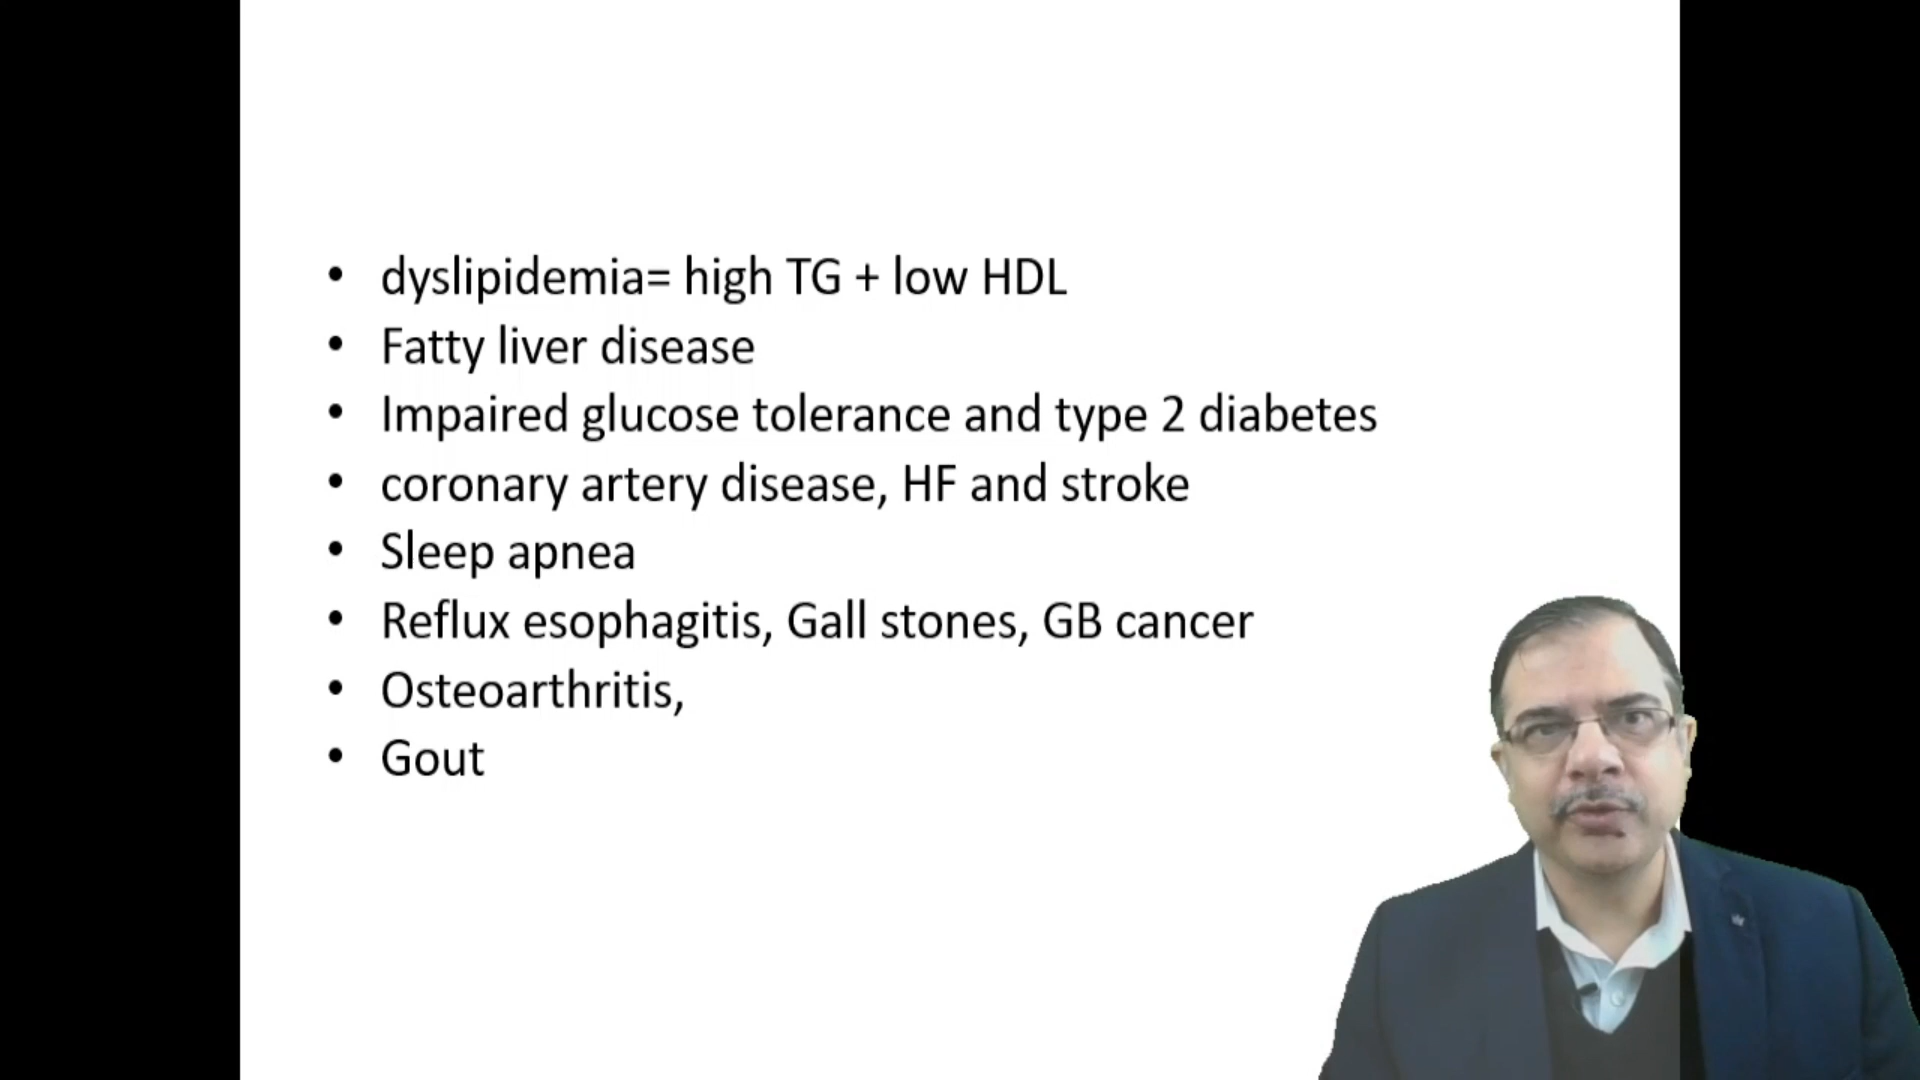 • dyslipidemia= high TG + low HDL
• Fatty liver disease
• Impaired glucose tolerance and type 2 diabetes
• coronary artery disease, HF and stroke
• Sleep apnea
• Reflux esophagitis, Gall stones, GB cancer
• Osteoarthritis,
• Gout